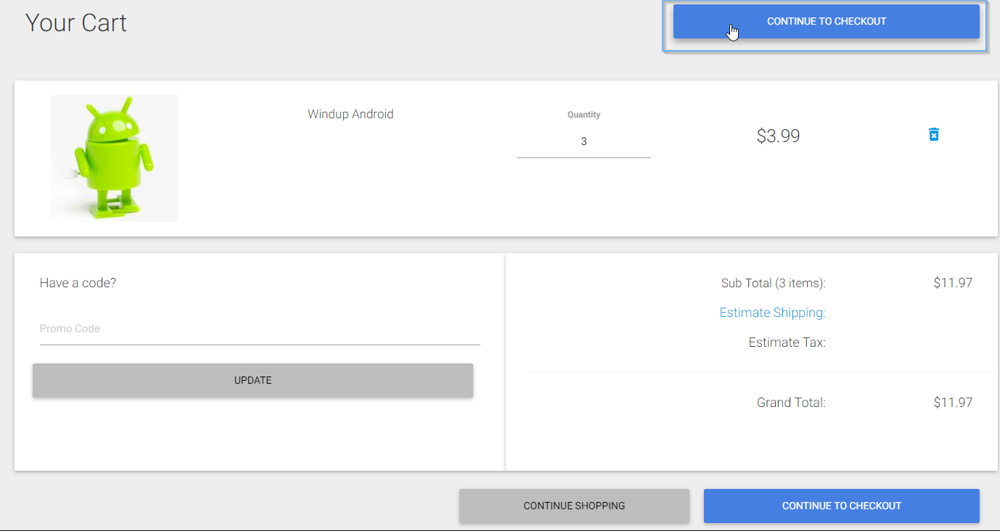 Your Cart
CONTINUE TO CHECKOUT
Windup Android
Quantity
3
$3.99
Have a code?
Promo Code
UPDATE
Sub Total (3 items): $11.97
Estimate Shipping:
Estimate Tax:
Grand Total: $11.97
CONTINUE SHOPPING
CONTINUE TO CHECKOUT